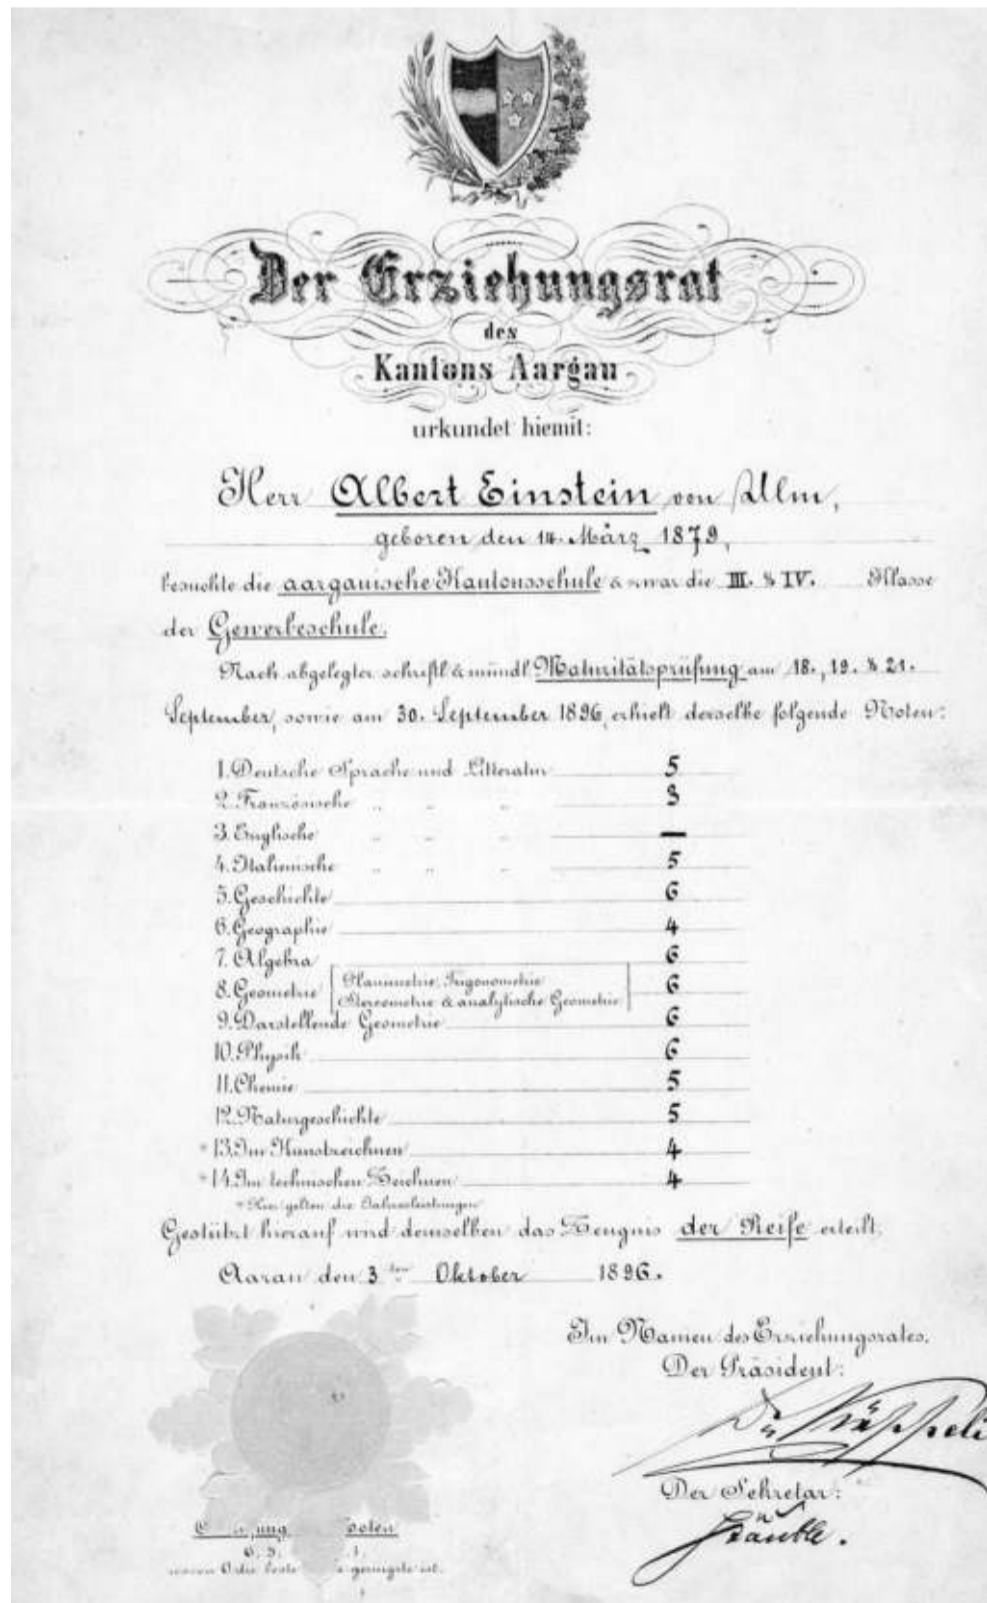 Der Erziehungsrat
des
Kantons Aargau
urkundet hiemit:
Herr Albert Einstein von Ulm,
geboren den 14. März 1879,
besuchte die aargauische Kantonsschule & zwar die III. & IV. Klasse
der Gewerbeschule.
Nach abgelegter schriftl & mündl Maturitätsprüfung am 18., 19. & 21.
September, sowie am 30. September 1896, erhielt derselbe folgende Noten:
1. Deutsche Sprache und Litteratur 5
2. Französische " " " 3
3. Englische " " " —
4. Italienische " " " 5
5. Geschichte 6
6. Geographie 4
7. Algebra 6
8. Geometrie [Planimetrie, Trigonometrie 6
Stereometrie & analytische Geometrie]
9. Darstellende Geometrie 6
10. Physik 6
11. Chemie 5
12. Naturgeschichte 5
* 13. Im Kunstzeichnen 4
* 14. Im technischen Zeichnen 4
* Hier gelten die Jahresleistungen
Gestützt hierauf wird demselben das Zeugnis der Reife erteilt.
Aarau den 3ten Oktober 1896.
Im Namen des Erziehungsrates,
Der Präsident:
Der Sekretär:
Stäuble.
6, 5,